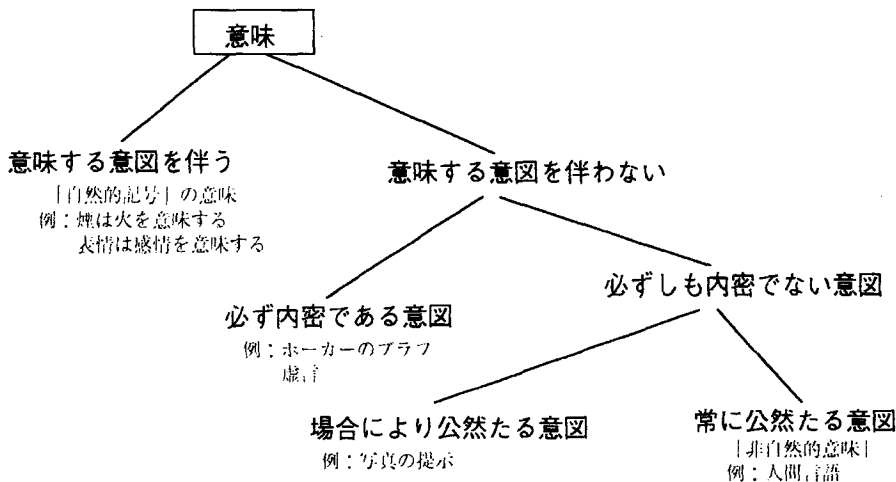 意味
意味する意図を伴う
「自然的記号」の意味
例：煙は火を意味する
表情は感情を意味する
意味する意図を伴わない
必ず内密である意図
例：ポーカーのブラフ
虚言
必ずしも内密でない意図
場合により公然たる意図
例：写真の提示
常に公然たる意図
「非自然的意味」
例：人間言語